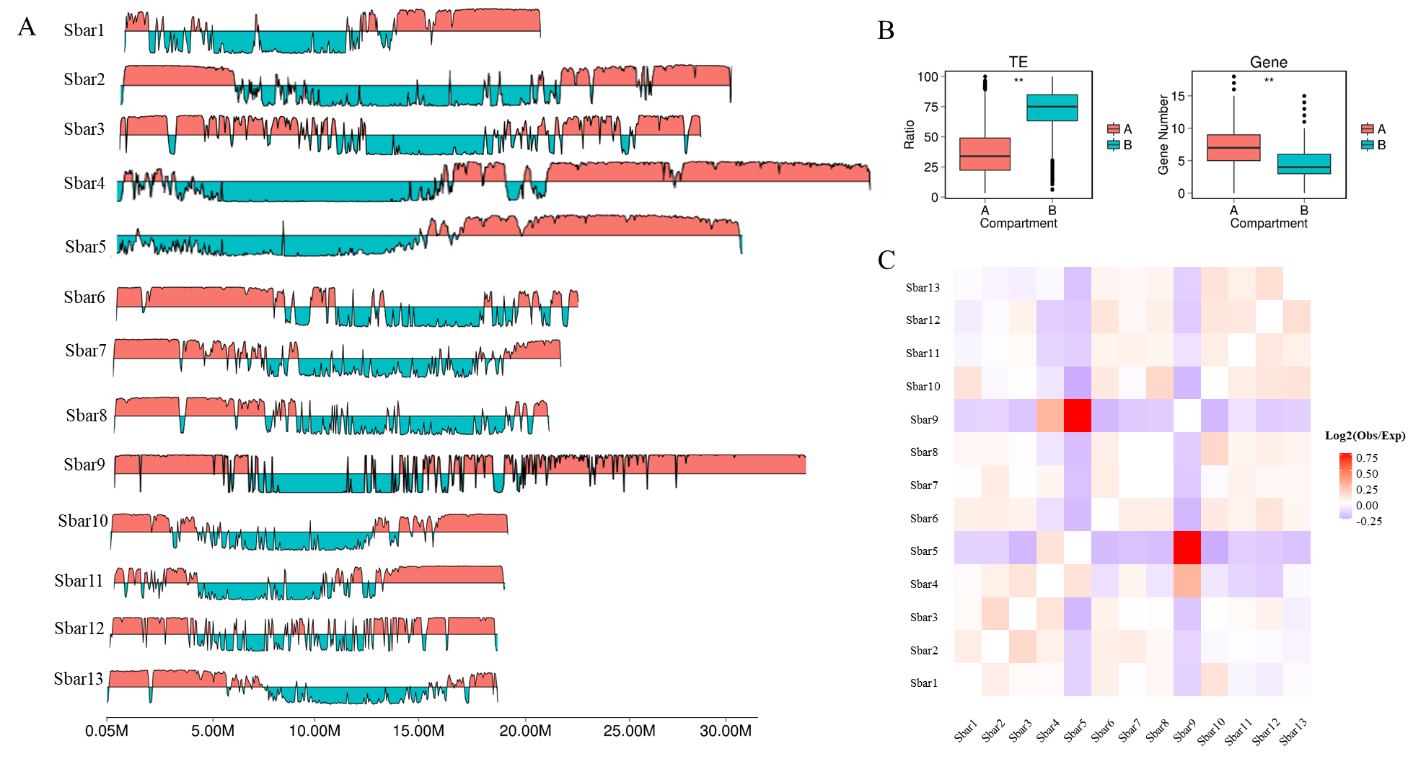 A
Sbar1
Sbar2
Sbar3
Sbar4
Sbar5
Sbar6
Sbar7
Sbar8
Sbar9
Sbar10
Sbar11
Sbar12
Sbar13
0.05M 5.00M 10.00M 15.00M 20.00M 25.00M 30.00M
B
TE
**
100
75
50
25
0
Ratio
A B
Compartment
A
B
Gene
**
15
10
5
0
Gene Number
A B
Compartment
A
B
C
Sbar13
Sbar12
Sbar11
Sbar10
Sbar9
Sbar8
Sbar7
Sbar6
Sbar5
Sbar4
Sbar3
Sbar2
Sbar1
Sbar1 Sbar2 Sbar3 Sbar4 Sbar5 Sbar6 Sbar7 Sbar8 Sbar9 Sbar10 Sbar11 Sbar12 Sbar13
Log2(Obs/Exp)
0.75
0.50
0.25
0.00
-0.25